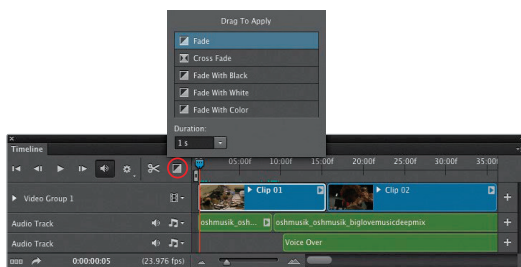 Drag To Apply
Fade
Cross Fade
Fade With Black
Fade With White
Fade With Color
Duration:
1 s
Timeline
05:00f 10:00f 15:00f 20:00f 25:00f 30:00f 35:00
Video Group 1
Clip 01
Clip 02
Audio Track
oshmusik_osh...
oshmusik_oshmusik_biglovemusicdeepmix
Audio Track
Voice Over
0:00:00:05 (23.976 fps)